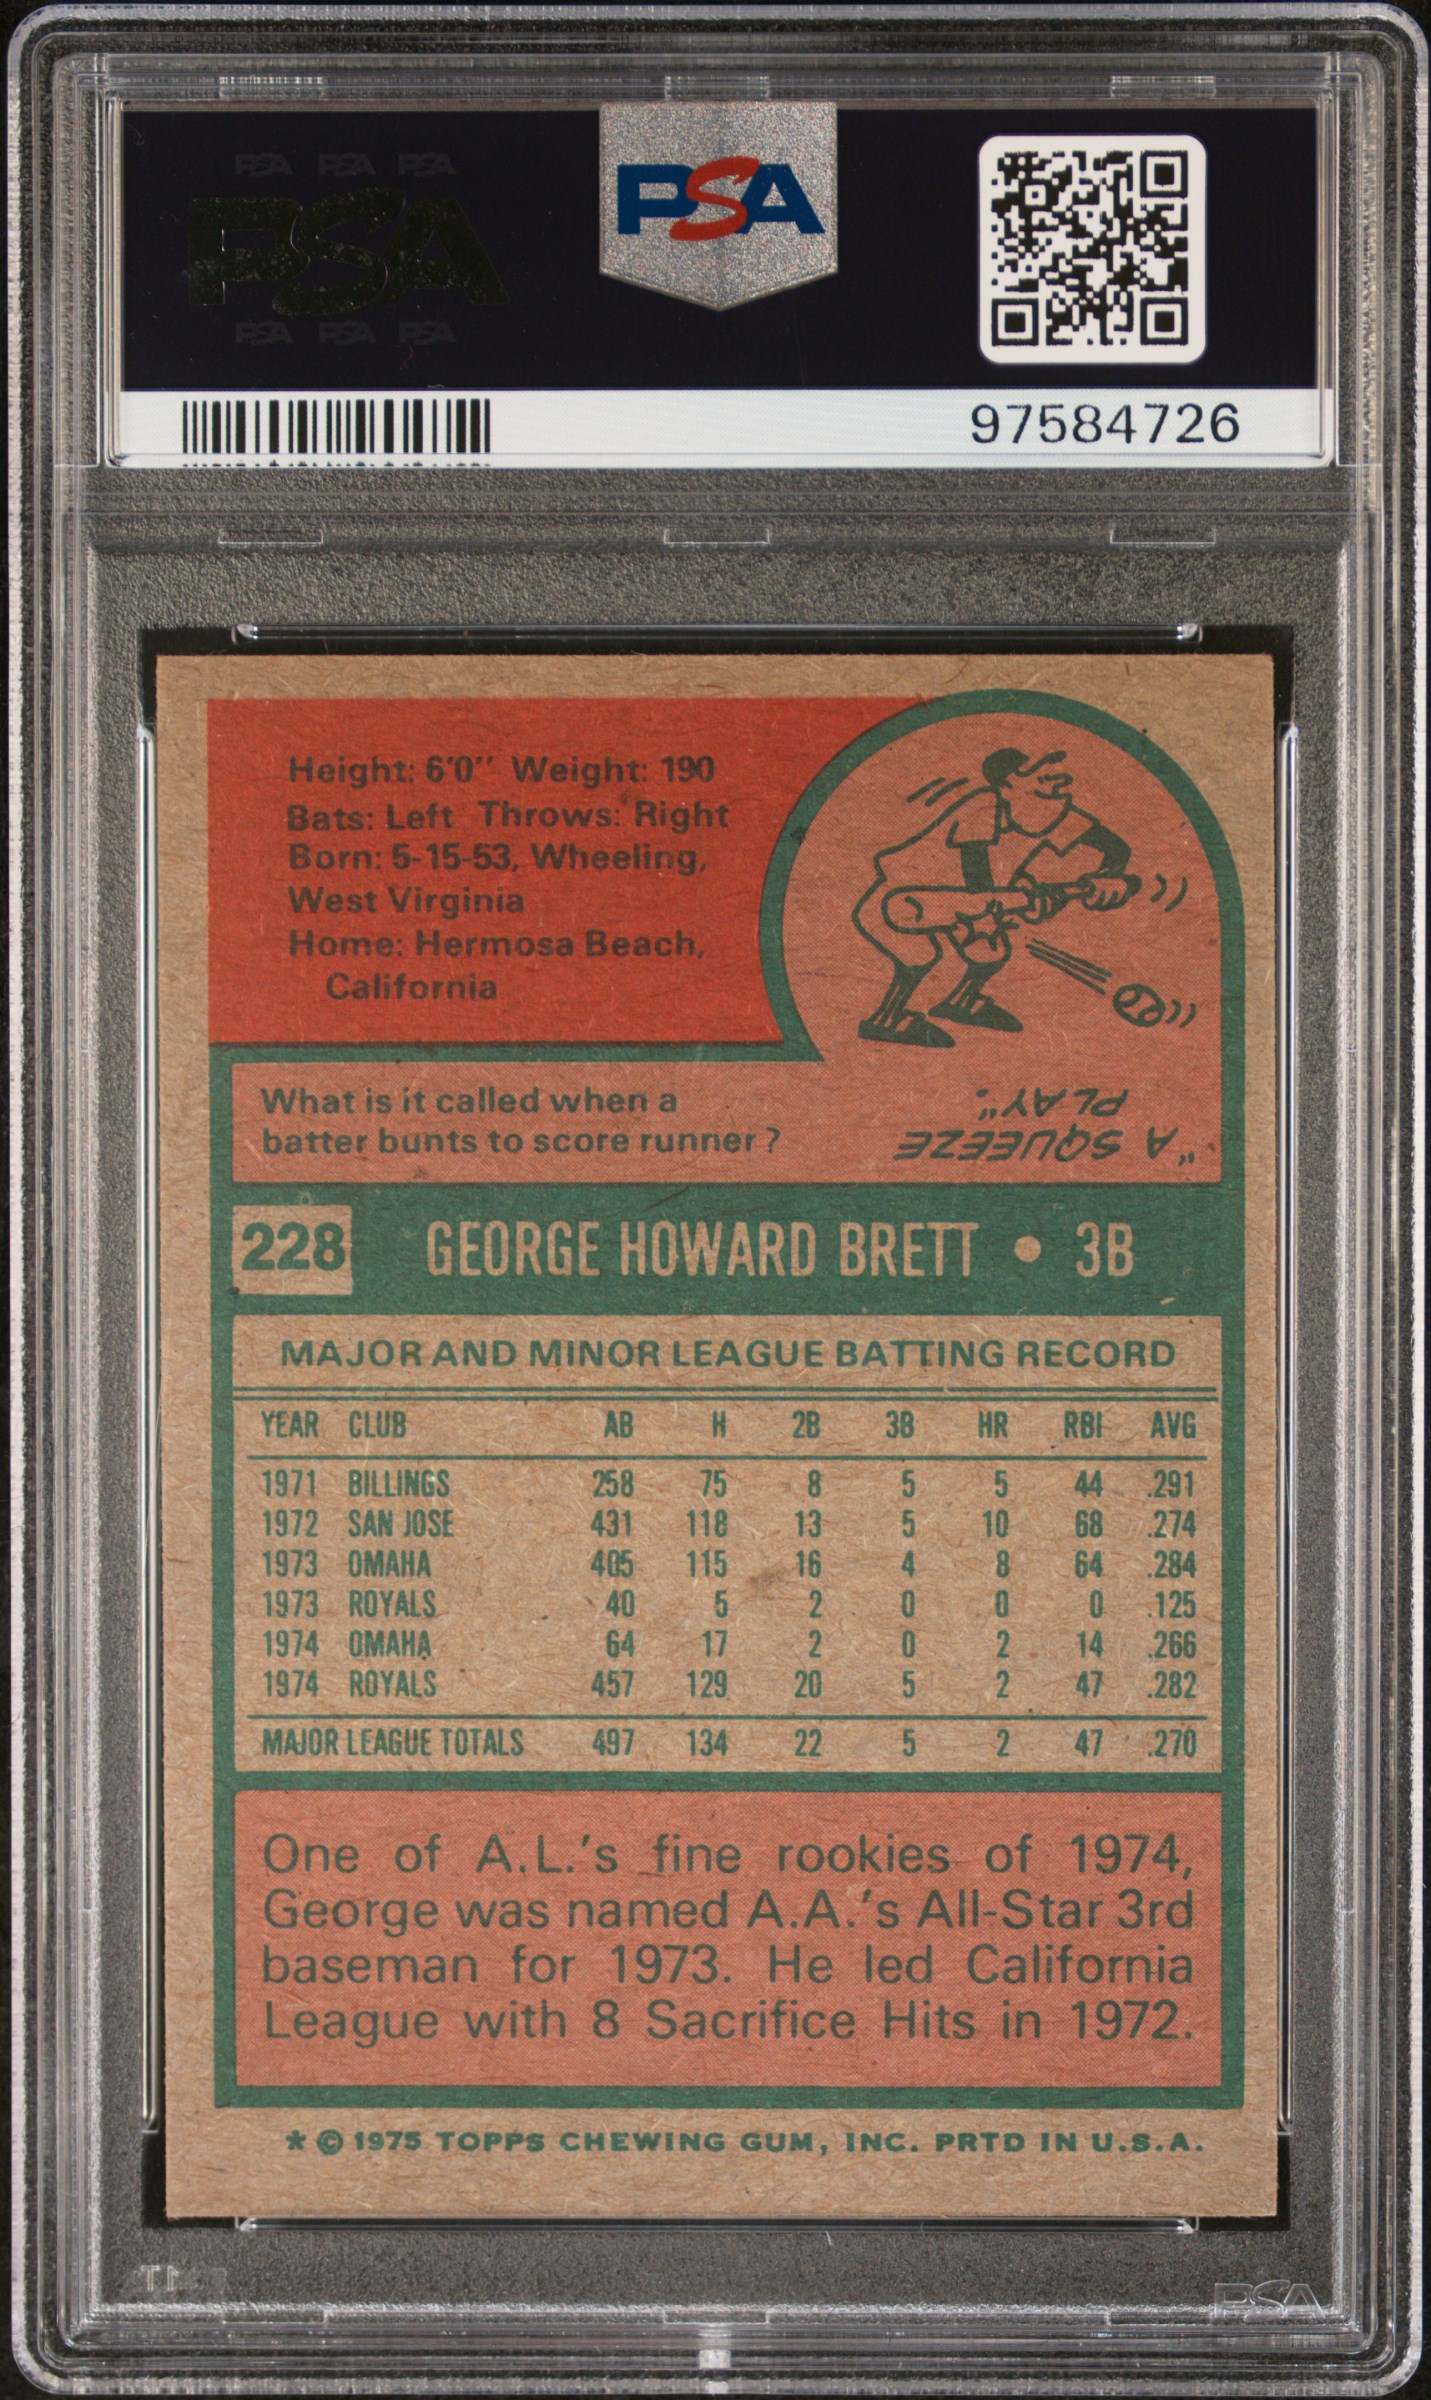 PSA PSA PSA
PSA
PSA PSA PSA
PSA
97584726
Height: 6'0" Weight: 190
Bats: Left Throws: Right
Born: 5-15-53, Wheeling,
West Virginia
Home: Hermosa Beach,
California
What is it called when a
batter bunts to score runner?
"A SQUEEZE
PLAY".
228 GEORGE HOWARD BRETT • 3B
MAJOR AND MINOR LEAGUE BATTING RECORD
YEAR CLUB AB H 2B 3B HR RBI AVG
1971 BILLINGS 258 75 8 5 5 44 .291
1972 SAN JOSE 431 118 13 5 10 68 .274
1973 OMAHA 405 115 16 4 8 64 .284
1973 ROYALS 40 5 2 0 0 0 .125
1974 OMAHA 64 17 2 0 2 14 .266
1974 ROYALS 457 129 20 5 2 47 .282
MAJOR LEAGUE TOTALS 497 134 22 5 2 47 .270
One of A.L.'s fine rookies of 1974,
George was named A.A.'s All-Star 3rd
baseman for 1973. He led California
League with 8 Sacrifice Hits in 1972.
* © 1975 TOPPS CHEWING GUM, INC. PRTD IN U.S.A.
PSA